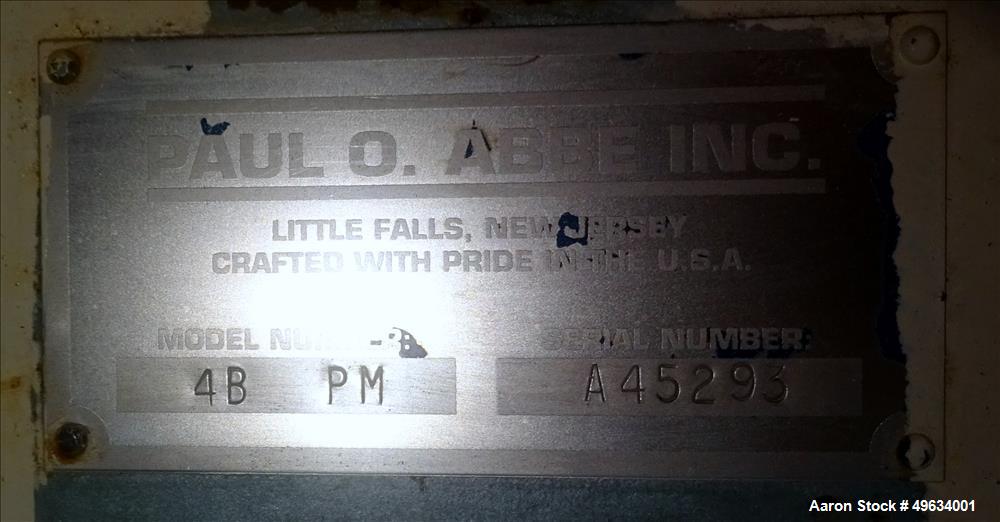 PAUL O. ABBE INC.
LITTLE FALLS, NEW JERSEY
CRAFTED WITH PRIDE IN THE U.S.A.
MODEL
SERIAL NUMBER:
4B PM
A45293
Aaron Stock # 49634001